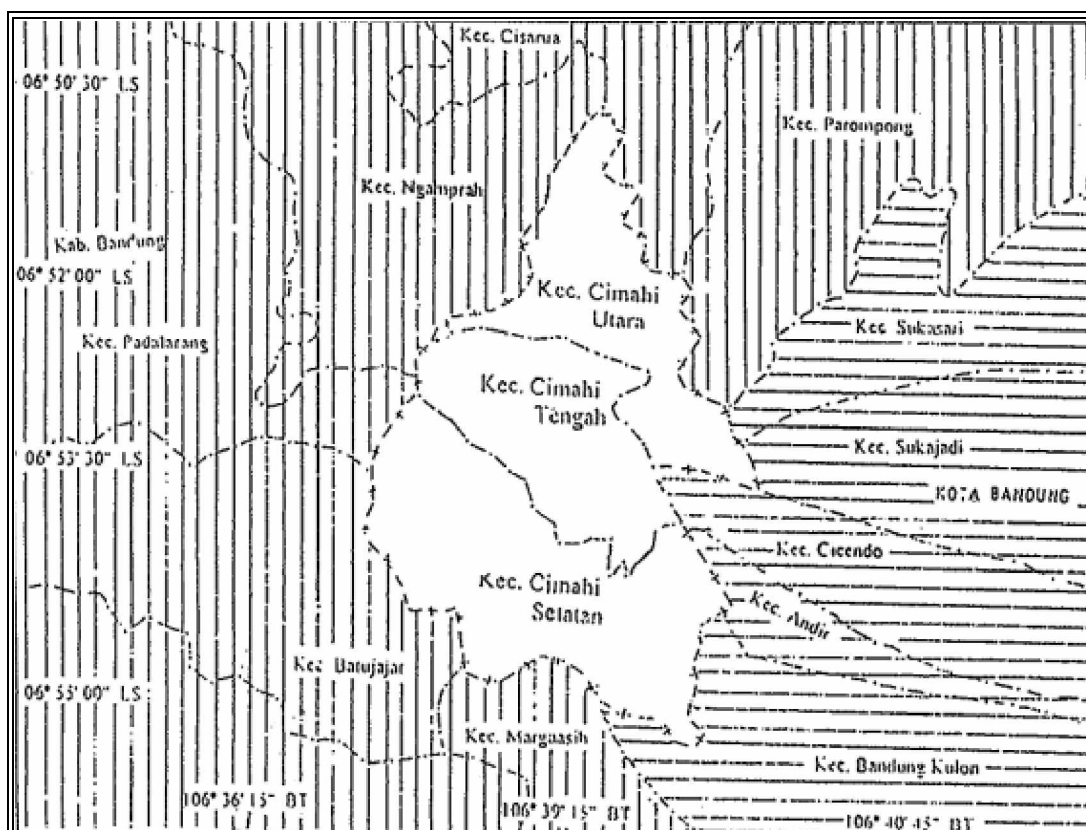 Kec. Cisarua
06° 50' 30" LS
Kec. Parompong
Kec. Ngamprah
Kab. Bandung
06° 52' 00" LS
Kec. Cimahi
Utara
Kec. Sukasari
Kec. Padalarang
Kec. Cimahi
Tengah
Kec. Sukajadi
06° 53' 30" LS
KOTA BANDUNG
Kec. Cicendo
Kec. Cimahi
Selatan
Kec. Andir
Kec. Batujajar
06° 55' 00" LS
Kec. Margaasih
Kec. Bandung Kulon
106° 36' 15" BT
106° 39' 15" BT
106° 40' 45" BT